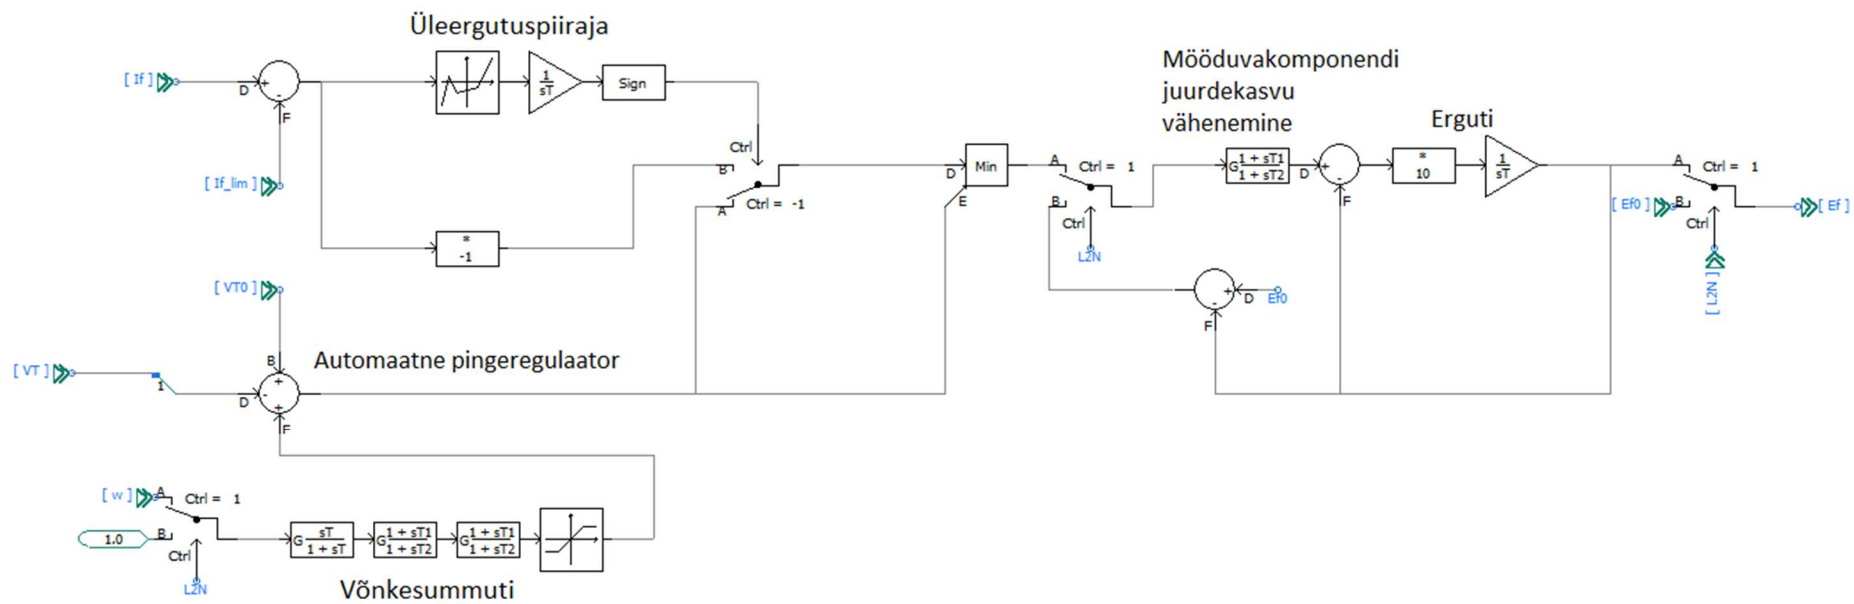 Üleergutuspiiraja
[ If ]
D
+
-
F
1
sT
Sign
[ If_lim ]
*
-1
Ctrl
B
A
Ctrl = -1
D
Min
E
A
Ctrl = 1
B
Ctrl
L2N
Mööduvakomponendi
juurdekasvu
vähenemine
G
1 + sT1
1 + sT2
D
+
-
F
Erguti
*
10
1
sT
A
Ctrl = 1
[ Ef0 ]
B
Ctrl
[ Ef ]
[ L2N ]
+
-
D
Ef0
F
[ VT0 ]
B
Automaatne pingeregulaator
[ VT ]
1
D
+
-
+
F
[ w ]
A
Ctrl = 1
1.0
B
Ctrl
L2N
G
sT
1 + sT
G
1 + sT1
1 + sT2
G
1 + sT1
1 + sT2
Võnkesummuti